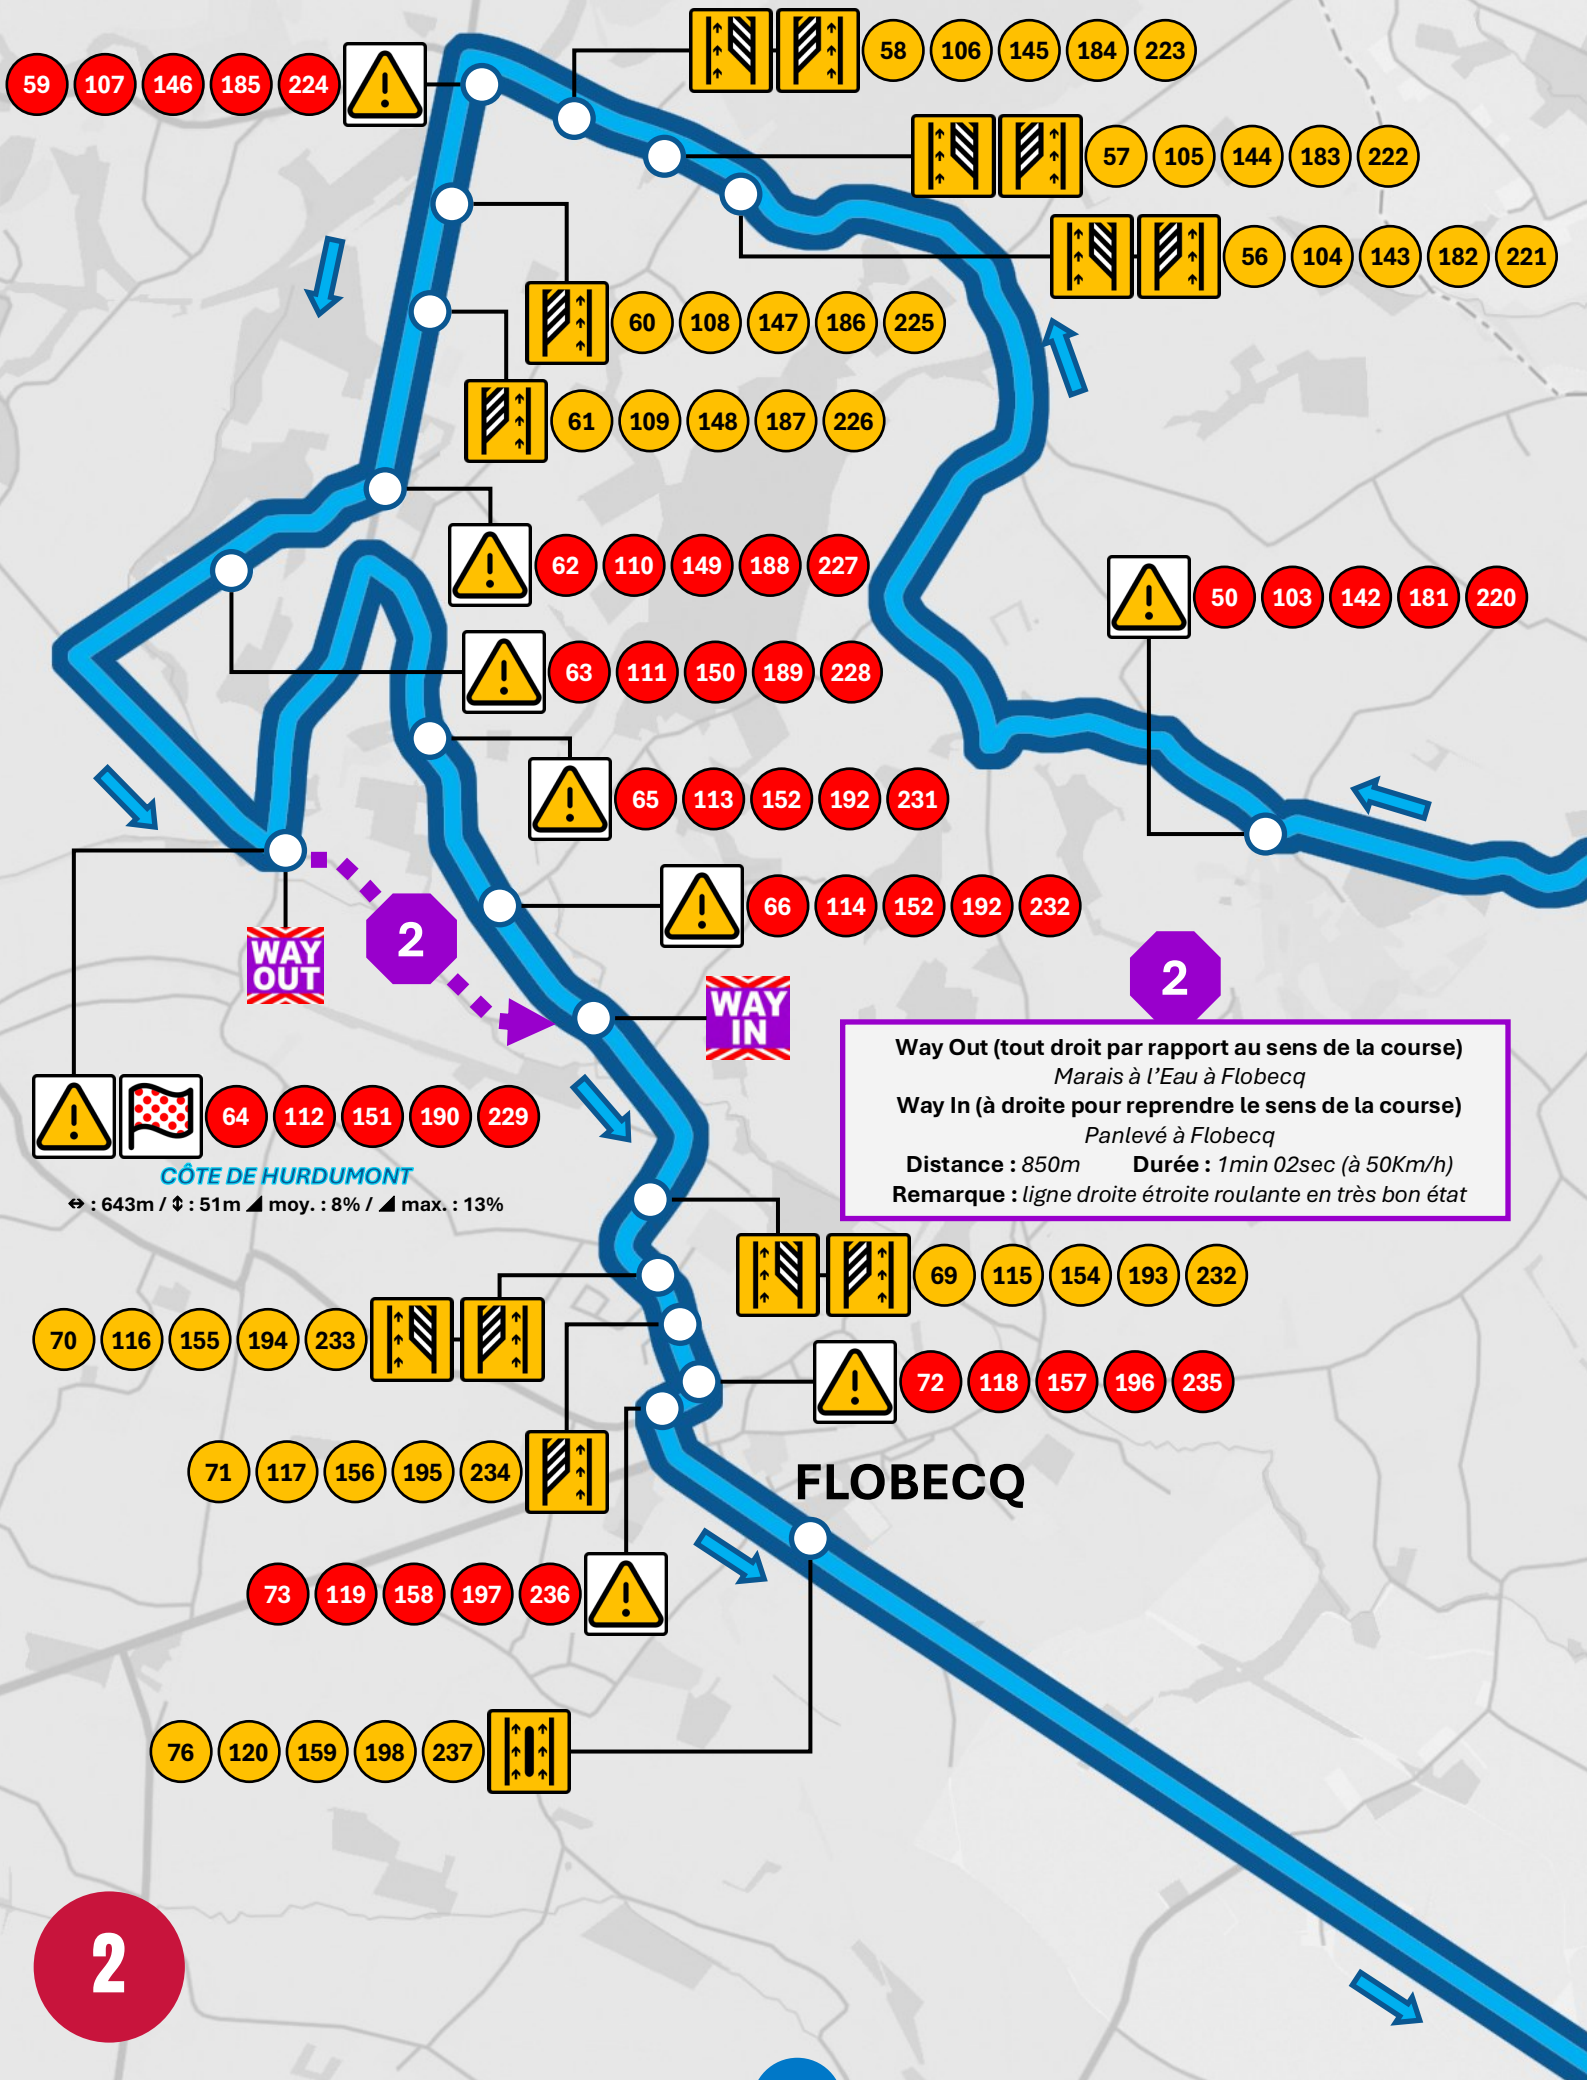 58 106 145 184 223
59 107 146 185 224
57 105 144 183 222
56 104 143 182 221
60 108 147 186 225
61 109 148 187 226
62 110 149 188 227
50 103 142 181 220
63 111 150 189 228
65 113 152 192 231
66 114 152 192 232
2
WAY
OUT
2
WAY
IN
Way Out (tout droit par rapport au sens de la course)
Marais à l'Eau à Flobecq
Way In (à droite pour reprendre le sens de la course)
Panlevé à Flobecq
Distance : 850m Durée : 1min 02sec (à 50Km/h)
Remarque : ligne droite étroite roulante en très bon état
64 112 151 190 229
CÔTE DE HURDUMONT
⇔ : 643m / ⇕ : 51m ◢ moy. : 8% / ◢ max. : 13%
69 115 154 193 232
70 116 155 194 233
72 118 157 196 235
71 117 156 195 234
FLOBECQ
73 119 158 197 236
76 120 159 198 237
2